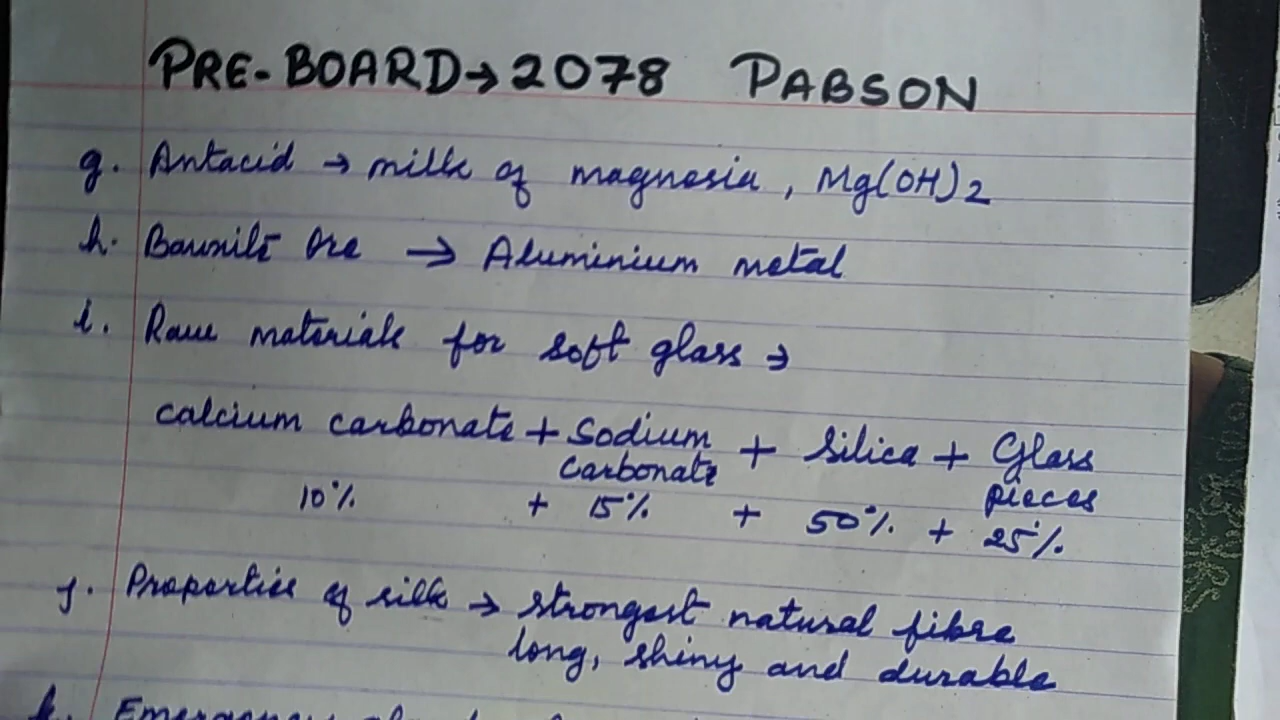 PRE-BOARD→2078 PABSON
g. Antacid → milk of magnesia, Mg(OH)2
h. Bauxite Ore → Aluminium metal
i. Raw materials for soft glass →
calcium carbonate + Sodium carbonate + Silica + Glass pieces
10% + 15% + 50% + 25%
j. Properties of silk → strongest natural fibre
long, shiny and durable
k. Emergency